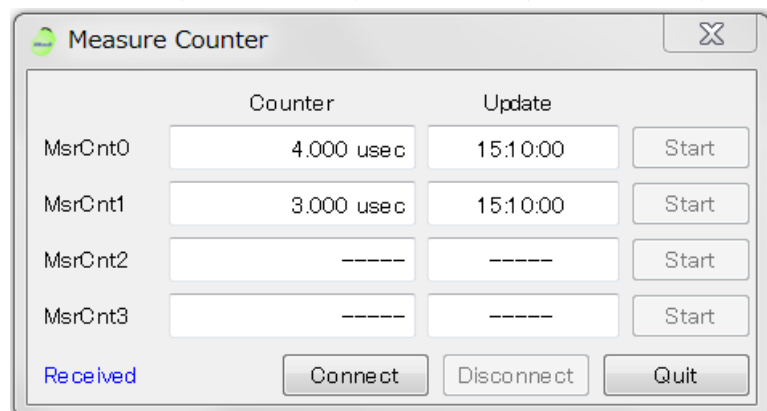 Measure Counter
Counter Update
MsrCnt0 4.000 usec 15:10:00 Start
MsrCnt1 3.000 usec 15:10:00 Start
MsrCnt2 ----- ----- Start
MsrCnt3 ----- ----- Start
Received Connect Disconnect Quit